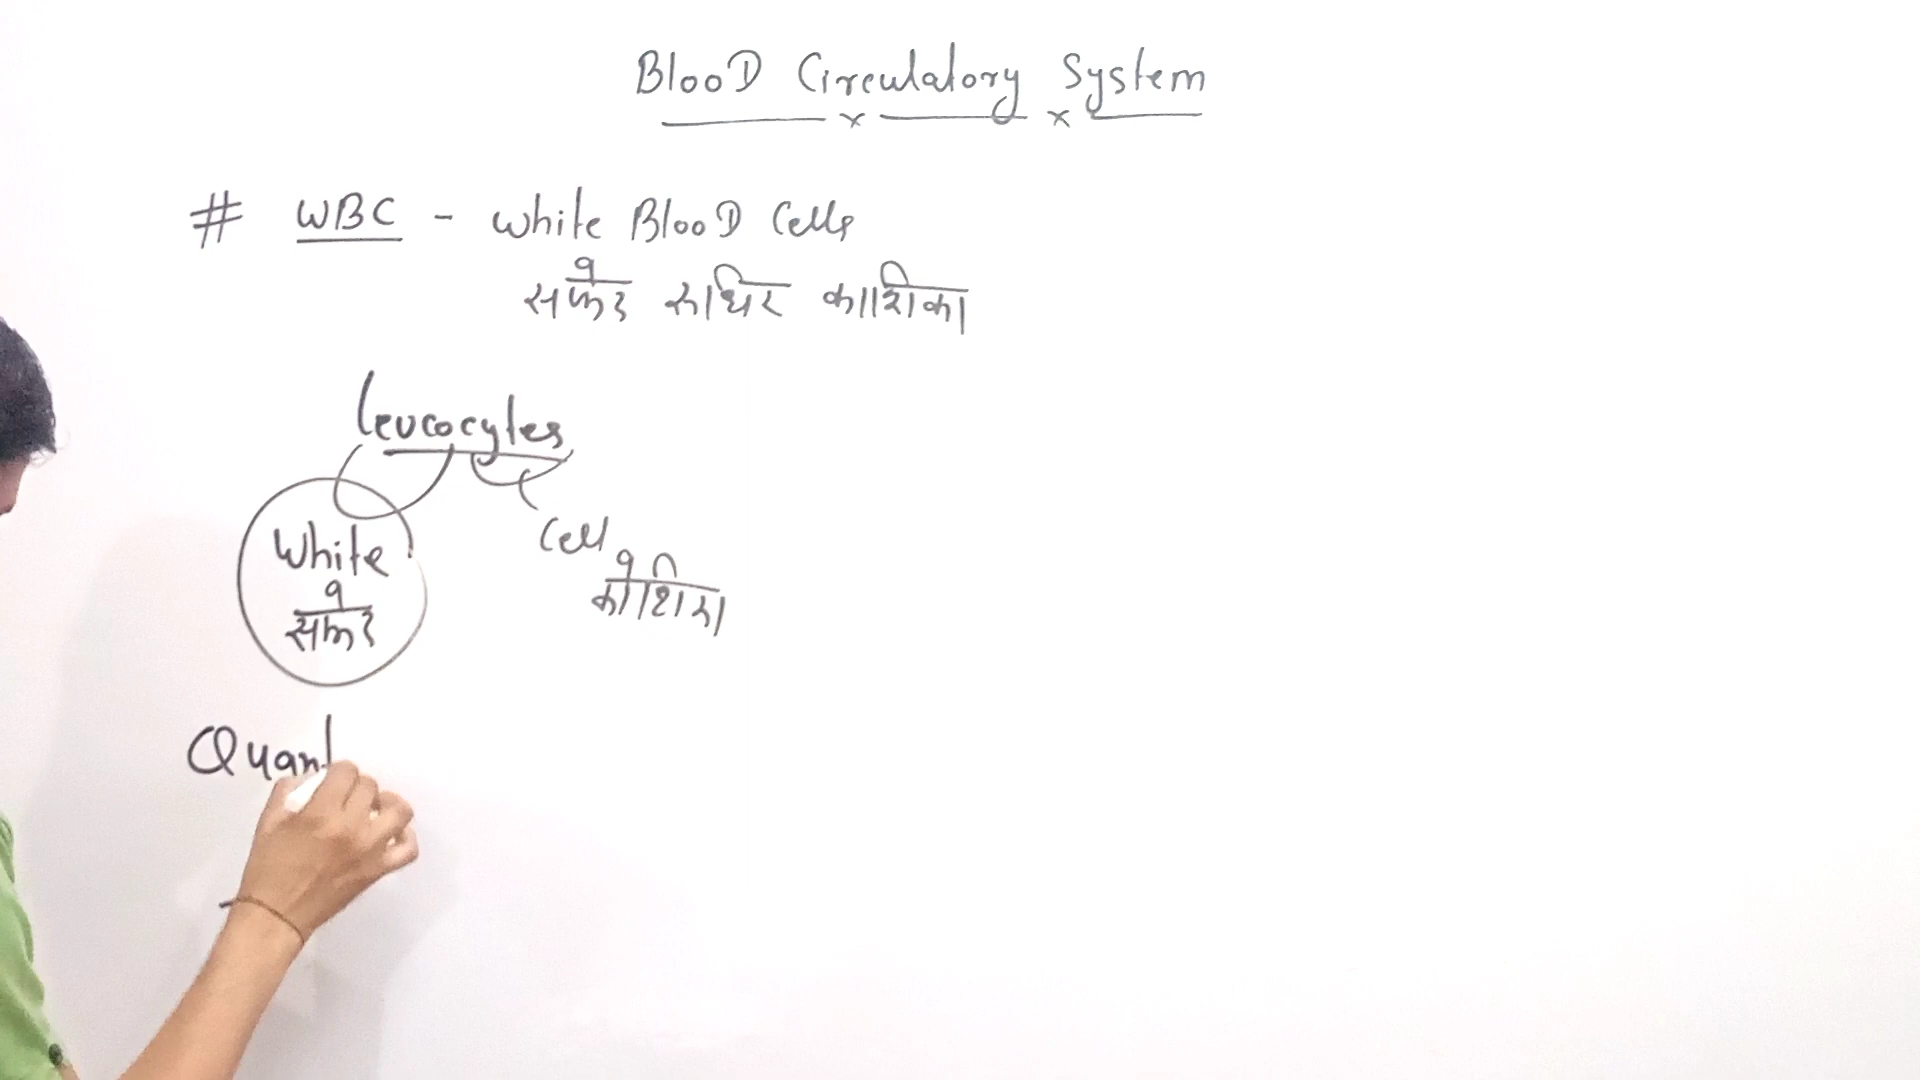 BlooD Circulatory System
# WBC - White BlooD Cells
सफेद रुधिर कोशिका
Leucocytes
White
सफेद
Cell
कोशिका
Quant